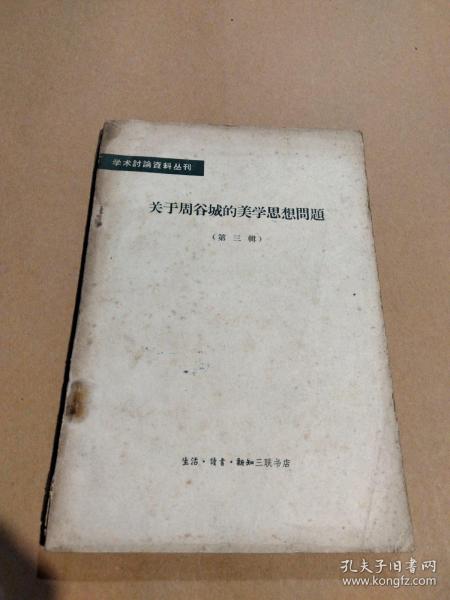 学术討論資料丛刊
关于周谷城的美学思想問題
（第三輯）
生活·讀書·新知三联书店
孔夫子旧书网
www.kongfz.com